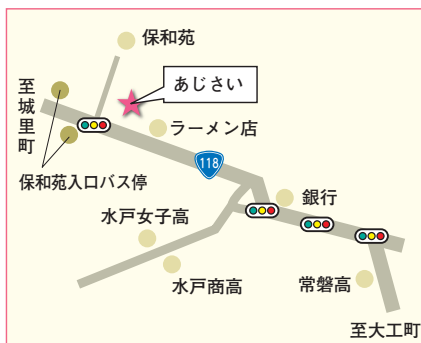 保和苑
至城里町
あじさい
ラーメン店
保和苑入口バス停
118
水戸女子高
銀行
水戸商高
常磐高
至大工町